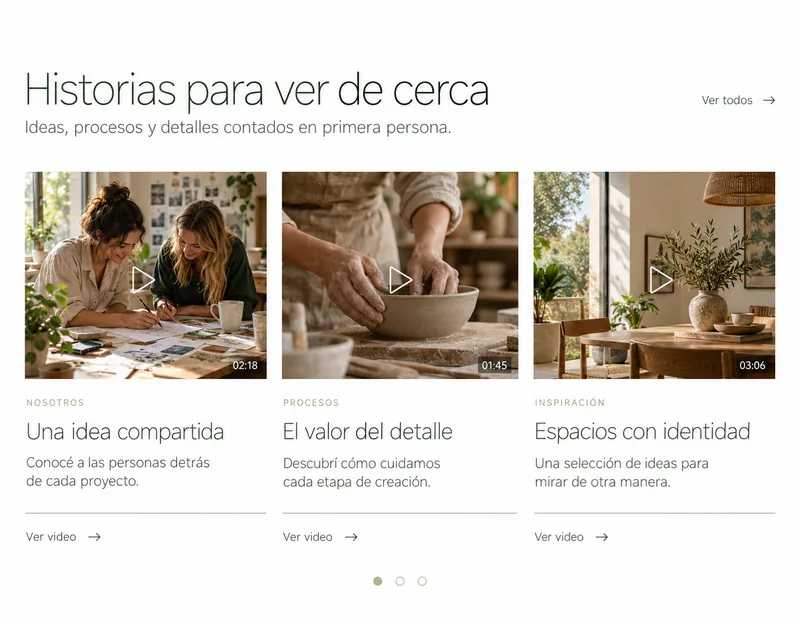 Historias para ver de cerca
Ideas, procesos y detalles contados en primera persona.
Ver todos
02:18
01:45
03:06
NOSOTROS
Una idea compartida
Conocé a las personas detrás
de cada proyecto.
Ver video
PROCESOS
El valor del detalle
Descubrí cómo cuidamos
cada etapa de creación.
Ver video
INSPIRACIÓN
Espacios con identidad
Una selección de ideas para
mirar de otra manera.
Ver video